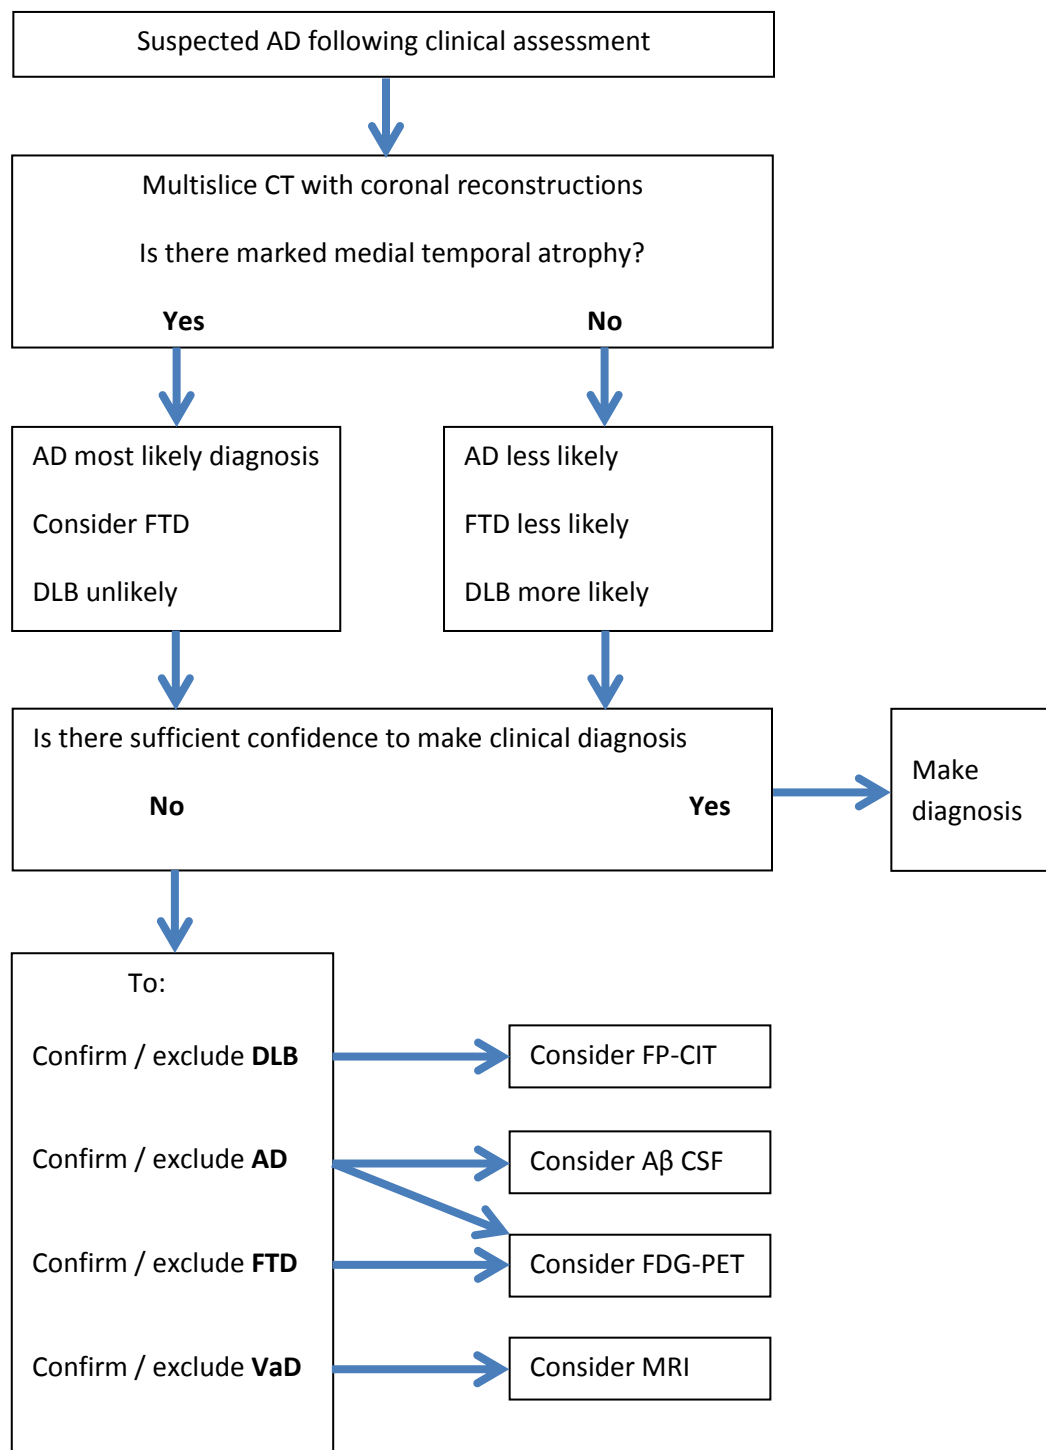 Suspected AD following clinical assessment
Multislice CT with coronal reconstructions
Is there marked medial temporal atrophy?
Yes
No
AD most likely diagnosis
Consider FTD
DLB unlikely
AD less likely
FTD less likely
DLB more likely
Is there sufficient confidence to make clinical diagnosis
No
Yes
Make
diagnosis
To:
Confirm / exclude DLB
Consider FP-CIT
Confirm / exclude AD
Consider Aβ CSF
Confirm / exclude FTD
Consider FDG-PET
Confirm / exclude VaD
Consider MRI